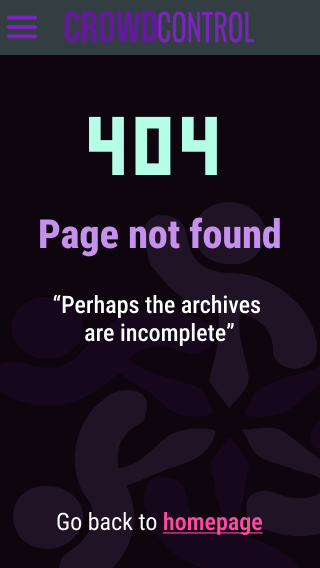 CROWDCONTROL
404
Page not found
“Perhaps the archives
are incomplete”
Go back to homepage